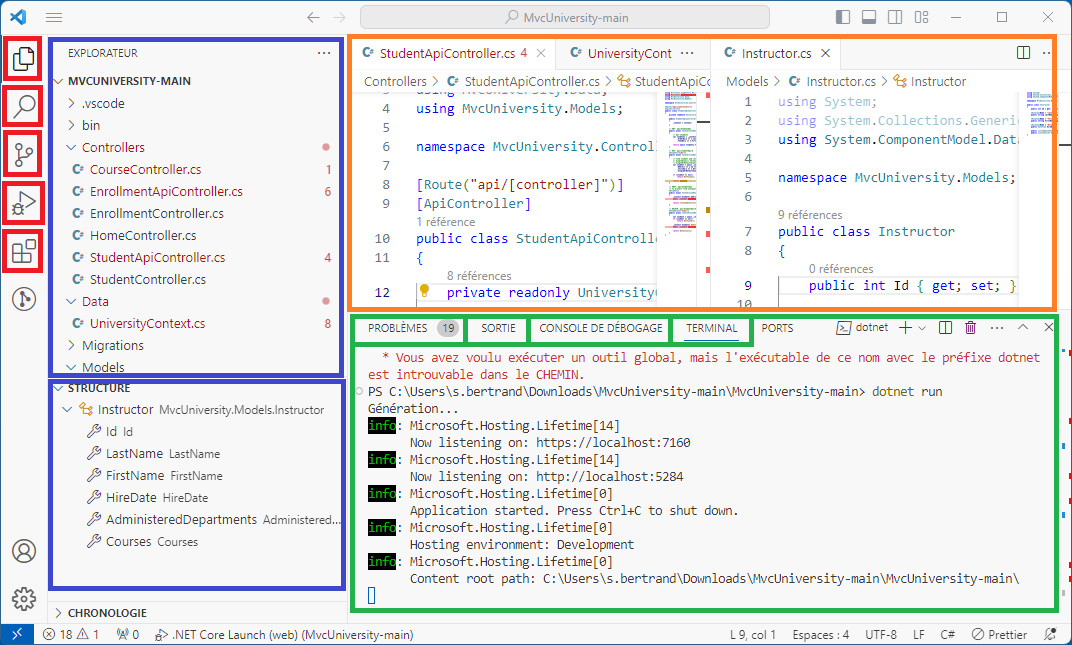 MvcUniversity-main
EXPLORATEUR
MVCUNIVERSITY-MAIN
.vscode
bin
Controllers
C# CourseController.cs 1
C# EnrollmentApiController.cs 6
C# EnrollmentController.cs
C# HomeController.cs
C# StudentApiController.cs 4
C# StudentController.cs
Data
C# UniversityContext.cs 8
Migrations
Models
STRUCTURE
Instructor MvcUniversity.Models.Instructor
Id Id
LastName LastName
FirstName FirstName
HireDate HireDate
AdministeredDepartments Administered...
Courses Courses
CHRONOLOGIE
C# StudentApiController.cs 4
C# UniversityCont
Controllers > C# StudentApiController.cs > StudentApiC
using MvcUniversity.Data;
4 using MvcUniversity.Models;
5
6 namespace MvcUniversity.Control
7
8 [Route("api/[controller]")]
9 [ApiController]
1 référence
10 public class StudentApiControll
11 {
8 références
12 private readonly University
C# Instructor.cs
Models > C# Instructor.cs > Instructor
1 using System;
2 using System.Collections.Generi
3 using System.ComponentModel.Dat
4
5 namespace MvcUniversity.Models;
6
9 références
7 public class Instructor
8 {
0 références
9 public int Id { get; set; }
10
PROBLÈMES 19 SORTIE CONSOLE DE DÉBOGAGE TERMINAL PORTS dotnet
* Vous avez voulu exécuter un outil global, mais l'exécutable de ce nom avec le préfixe dotnet
est introuvable dans le CHEMIN.
PS C:\Users\s.bertrand\Downloads\MvcUniversity-main\MvcUniversity-main> dotnet run
Génération...
info: Microsoft.Hosting.Lifetime[14]
Now listening on: https://localhost:7160
info: Microsoft.Hosting.Lifetime[14]
Now listening on: http://localhost:5284
info: Microsoft.Hosting.Lifetime[0]
Application started. Press Ctrl+C to shut down.
info: Microsoft.Hosting.Lifetime[0]
Hosting environment: Development
info: Microsoft.Hosting.Lifetime[0]
Content root path: C:\Users\s.bertrand\Downloads\MvcUniversity-main\MvcUniversity-main\
18 1 0 .NET Core Launch (web) (MvcUniversity-main) L 9, col 1 Espaces : 4 UTF-8 LF C# Prettier